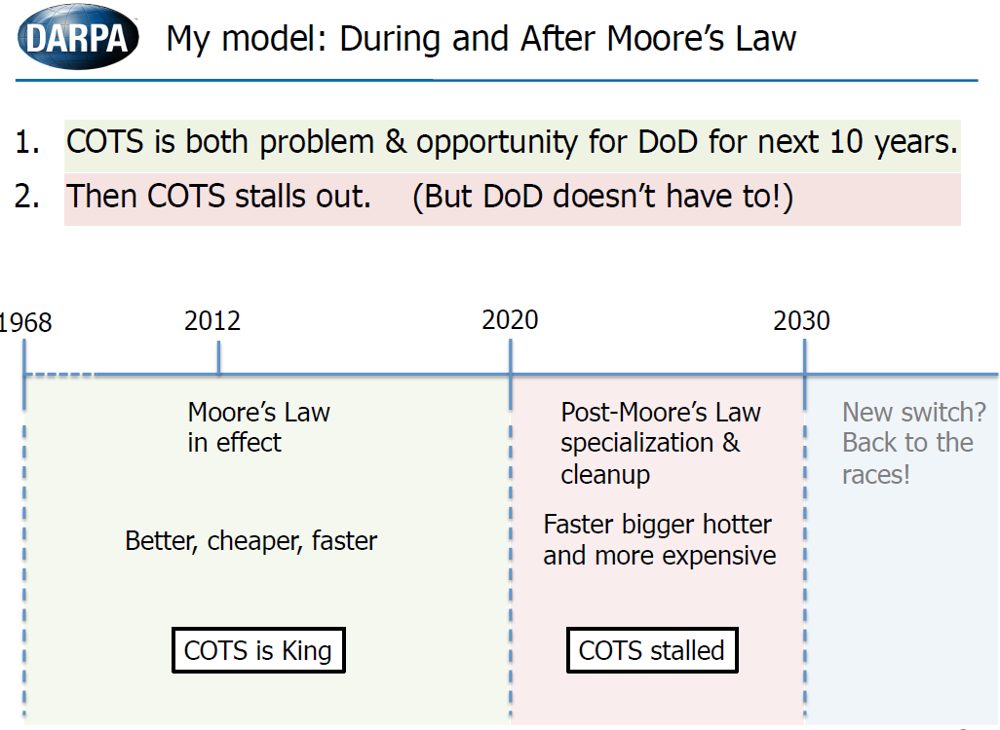 DARPA
My model: During and After Moore’s Law
1. COTS is both problem & opportunity for DoD for next 10 years.
2. Then COTS stalls out. (But DoD doesn’t have to!)
1968 2012 2020 2030
Moore’s Law
in effect
Better, cheaper, faster
COTS is King
Post-Moore’s Law
specialization &
cleanup
Faster bigger hotter
and more expensive
COTS stalled
New switch?
Back to the
races!